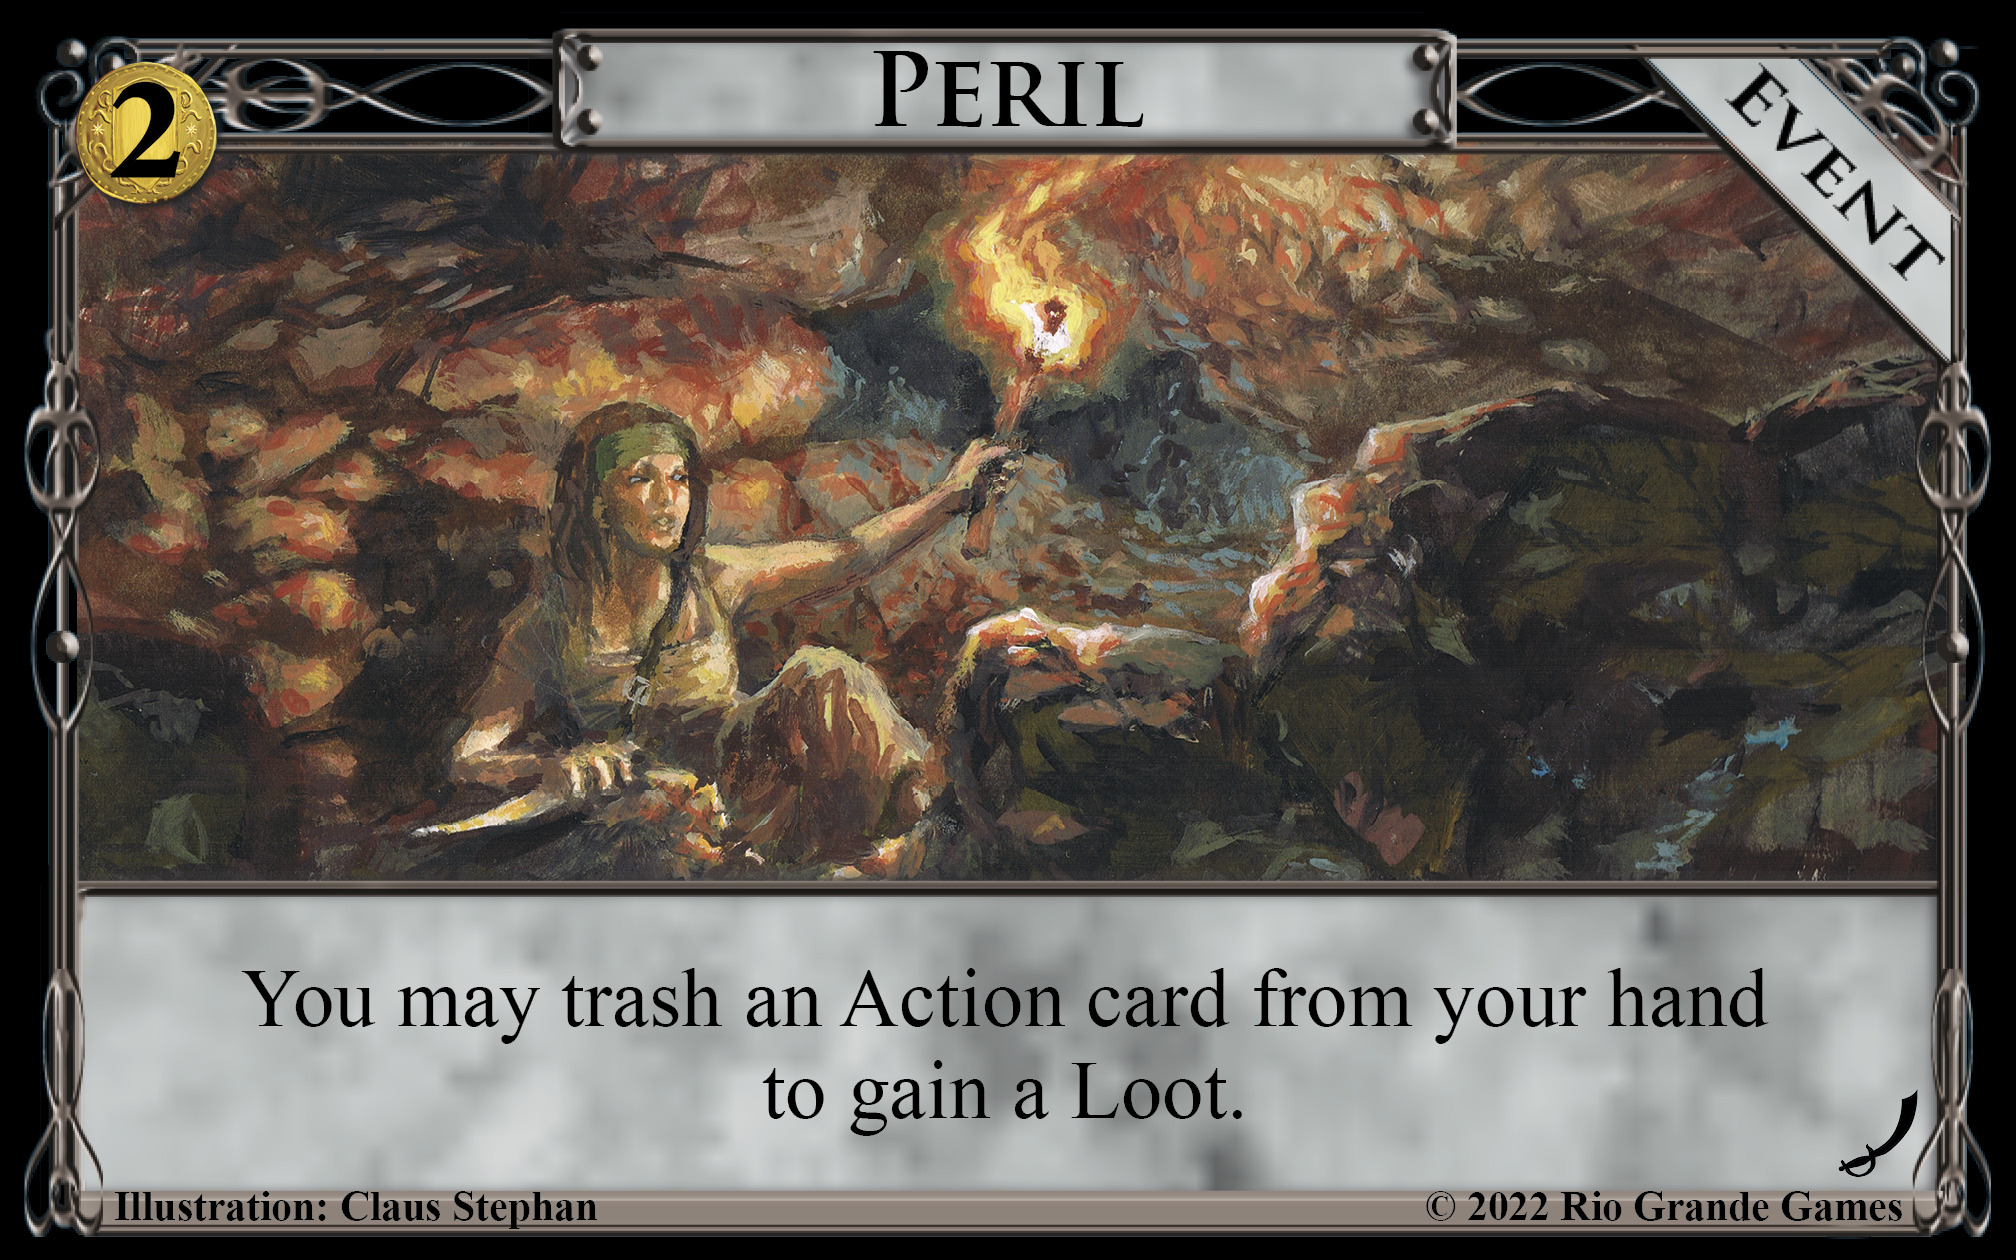 2
PERIL
EVENT
You may trash an Action card from your hand
to gain a Loot.
Illustration: Claus Stephan
© 2022 Rio Grande Games